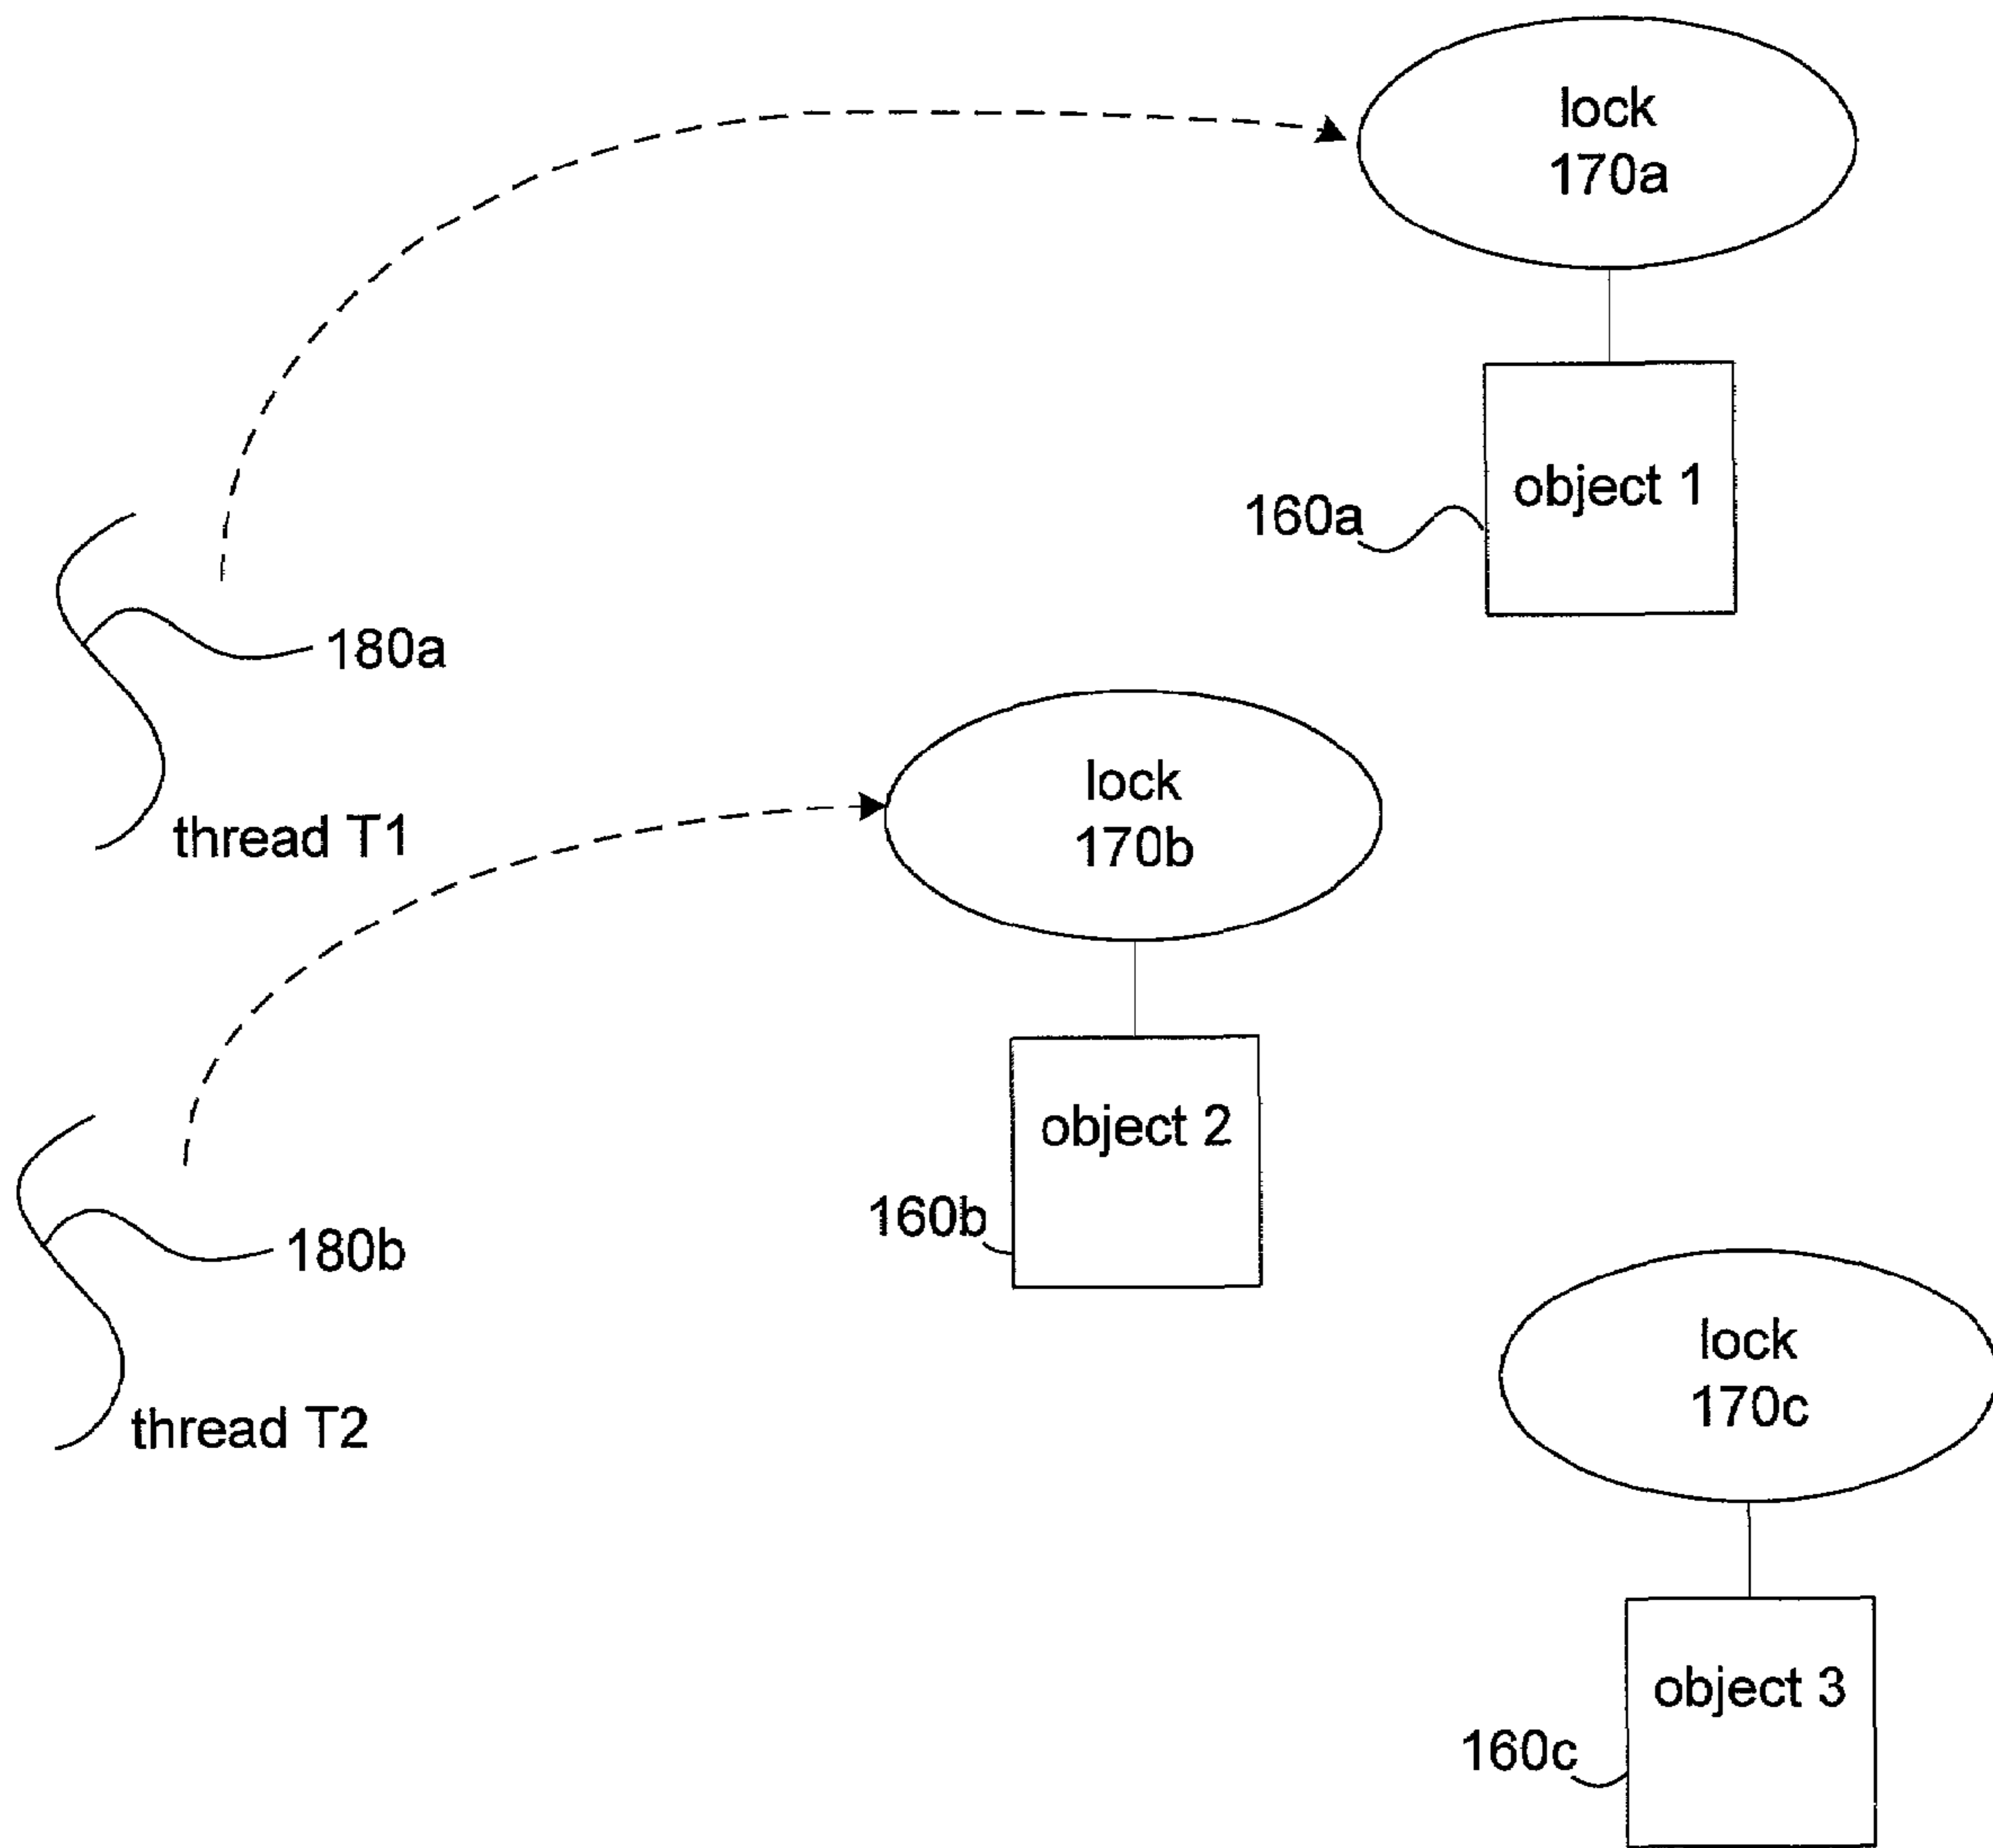 lock
170a
object 1
160a
180a
thread T1
lock
170b
object 2
160b
180b
thread T2
lock
170c
object 3
160c